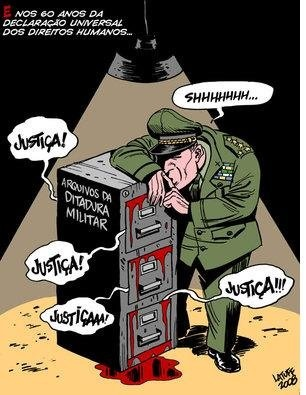 E NOS 60 ANOS DA
DECLARAÇÃO UNIVERSAL
DOS DIREITOS HUMANOS...
SHHHHHHH...
JUSTIÇA!
ARQUIVOS DA
DITADURA
MILITAR
JUSTIÇA!
JUSTIÇA!!!
JUSTIÇAAA!
LATUFF
2008